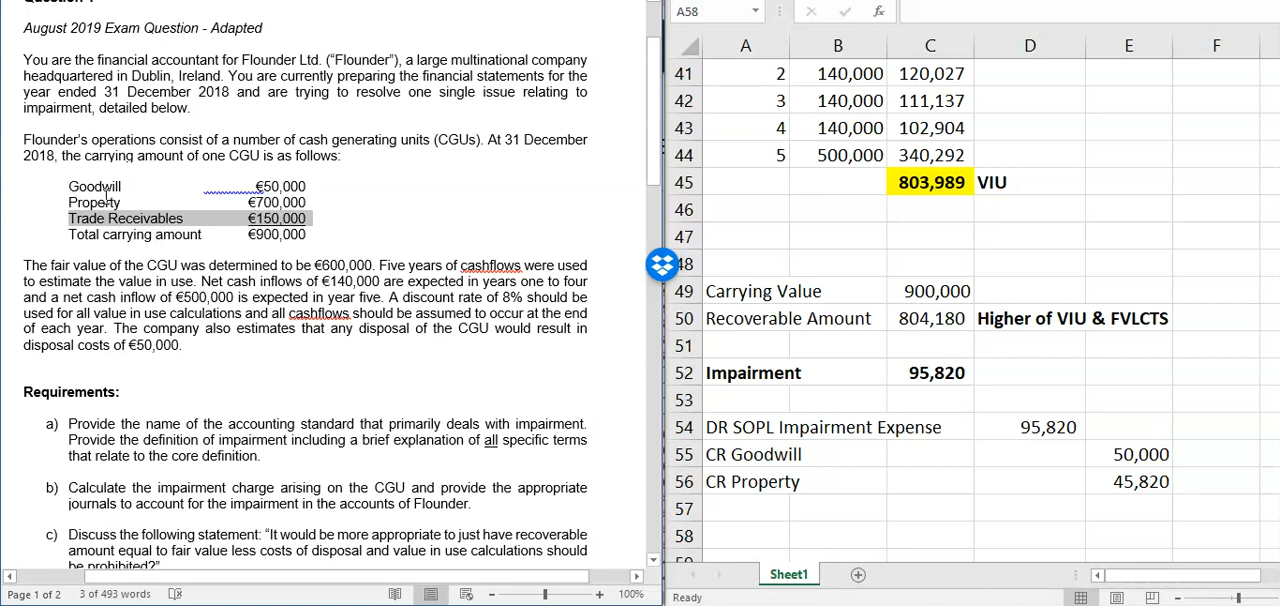 August 2019 Exam Question - Adapted
You are the financial accountant for Flounder Ltd. (“Flounder”), a large multinational company
headquartered in Dublin, Ireland. You are currently preparing the financial statements for the
year ended 31 December 2018 and are trying to resolve one single issue relating to
impairment, detailed below.
Flounder’s operations consist of a number of cash generating units (CGUs). At 31 December
2018, the carrying amount of one CGU is as follows:
Goodwill €50,000
Property €700,000
Trade Receivables €150,000
Total carrying amount €900,000
The fair value of the CGU was determined to be €600,000. Five years of cashflows were used
to estimate the value in use. Net cash inflows of €140,000 are expected in years one to four
and a net cash inflow of €500,000 is expected in year five. A discount rate of 8% should be
used for all value in use calculations and all cashflows should be assumed to occur at the end
of each year. The company also estimates that any disposal of the CGU would result in
disposal costs of €50,000.
Requirements:
a) Provide the name of the accounting standard that primarily deals with impairment.
Provide the definition of impairment including a brief explanation of all specific terms
that relate to the core definition.
b) Calculate the impairment charge arising on the CGU and provide the appropriate
journals to account for the impairment in the accounts of Flounder.
c) Discuss the following statement: “It would be more appropriate to just have recoverable
amount equal to fair value less costs of disposal and value in use calculations should
be prohibited?”
Page 1 of 2 3 of 493 words 100%
A58 fx
A B C D E F
41 2 140,000 120,027
42 3 140,000 111,137
43 4 140,000 102,904
44 5 500,000 340,292
45 803,989 VIU
46
47
48
49 Carrying Value 900,000
50 Recoverable Amount 804,180 Higher of VIU & FVLCTS
51
52 Impairment 95,820
53
54 DR SOPL Impairment Expense 95,820
55 CR Goodwill 50,000
56 CR Property 45,820
57
58
59
Sheet1
Ready